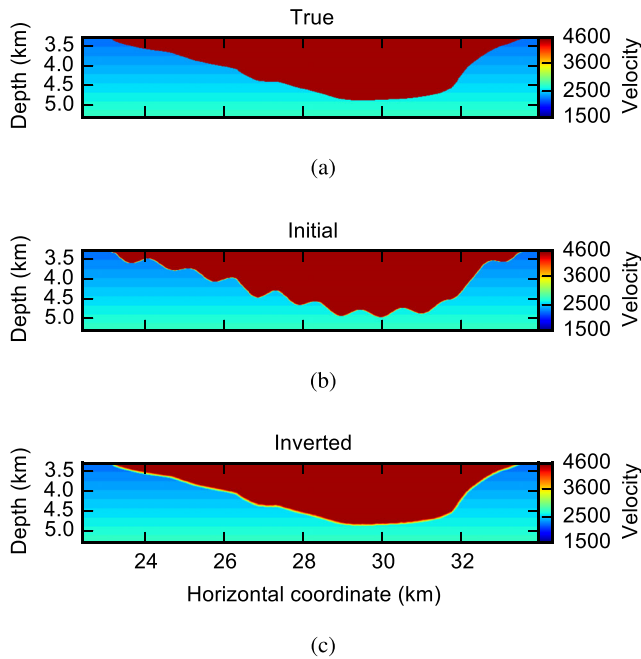 True
Depth (km)
3.5
4.0
4.5
5.0
4600
3600
2500
1500
Velocity
(a)
Initial
Depth (km)
3.5
4.0
4.5
5.0
4600
3600
2500
1500
Velocity
(b)
Inverted
Depth (km)
3.5
4.0
4.5
5.0
4600
3600
2500
1500
Velocity
24 26 28 30 32
Horizontal coordinate (km)
(c)